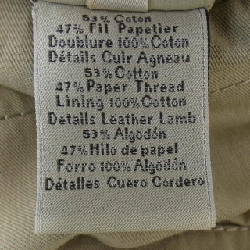 53% Coton
47% Fil Papetier
Doublure 100% Coton
Détails Cuir Agneau
53% Cotton
47% Paper Thread
Lining 100% Cotton
Details Leather Lamb
53% Algodón
47% Hilo de papel
Forro 100% Algodón
Détalles Cuero Cordero